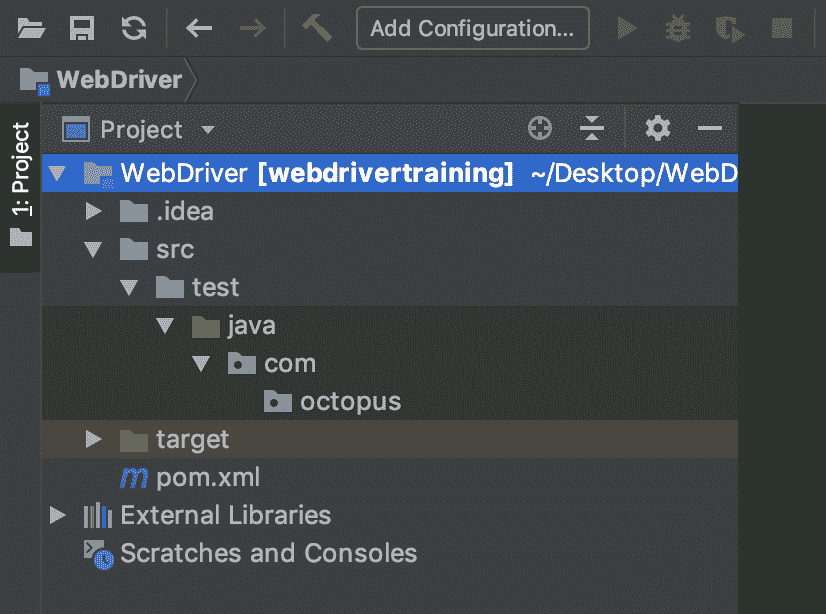 Add Configuration...
WebDriver
1: Project
Project
WebDriver [webdrivertraining] ~/Desktop/WebD
.idea
src
test
java
com
octopus
target
m pom.xml
External Libraries
Scratches and Consoles